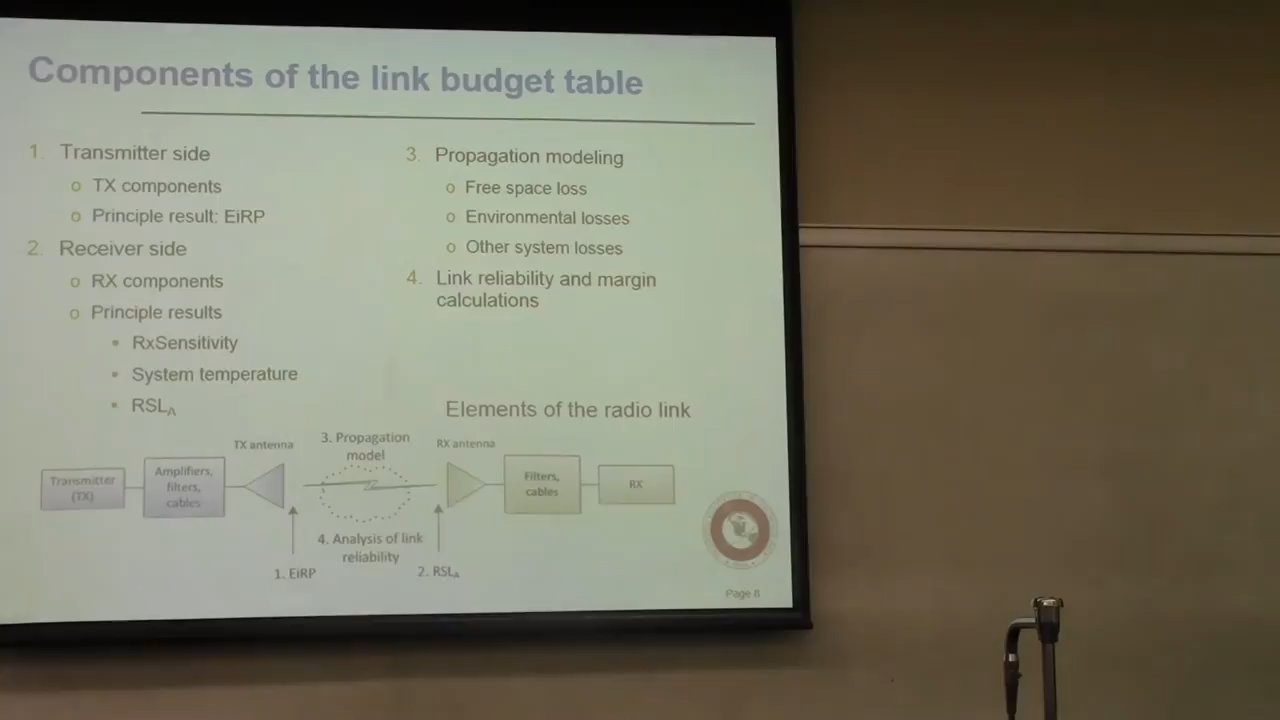 Components of the link budget table
1. Transmitter side
o TX components
o Principle result: EiRP
2. Receiver side
o RX components
o Principle results
• RxSensitivity
• System temperature
• RSLA
3. Propagation modeling
o Free space loss
o Environmental losses
o Other system losses
4. Link reliability and margin
calculations
Elements of the radio link
Transmitter
(TX)
Amplifiers,
filters,
cables
TX antenna
3. Propagation
model
RX antenna
Filters,
cables
RX
4. Analysis of link
reliability
1. EiRP
2. RSLA
Page 8